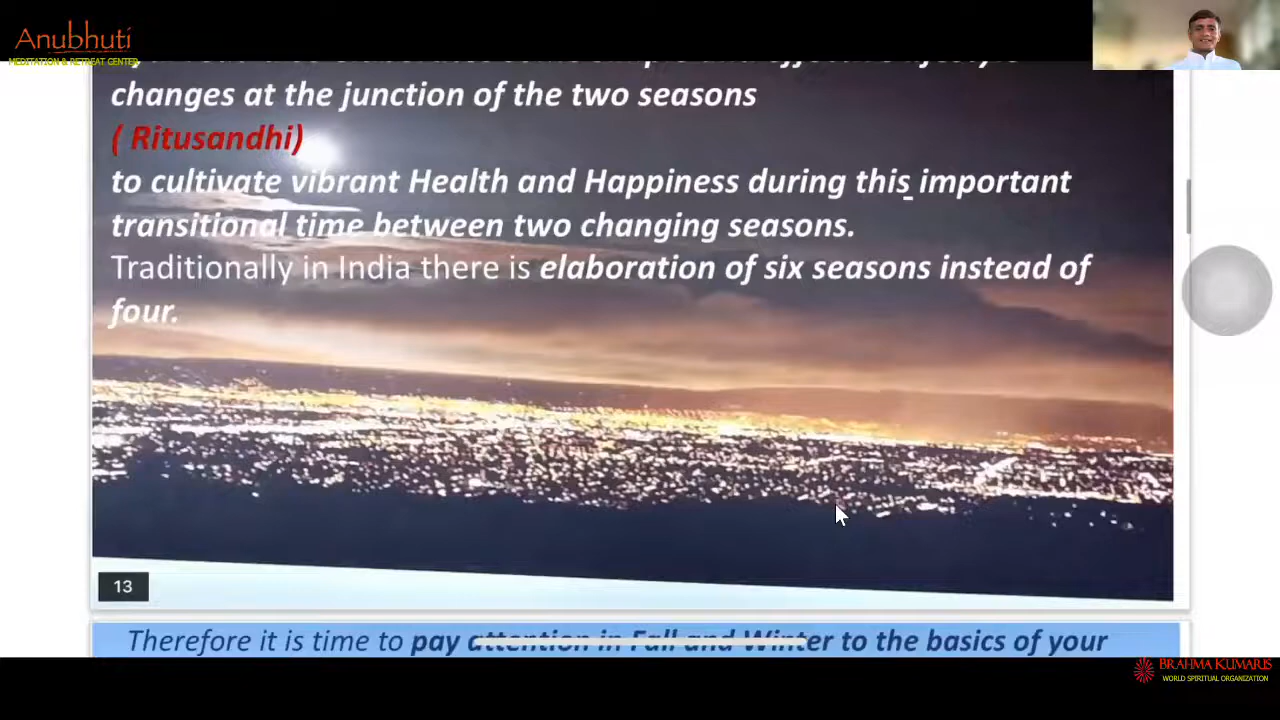 Anubhuti
MEDITATION & RETREAT CENTER
changes at the junction of the two seasons
( Ritusandhi)
to cultivate vibrant Health and Happiness during this important
transitional time between two changing seasons.
Traditionally in India there is elaboration of six seasons instead of
four.
13
Therefore it is time to pay attention in Fall and Winter to the basics of your
BRAHMA KUMARIS
WORLD SPIRITUAL ORGANIZATION